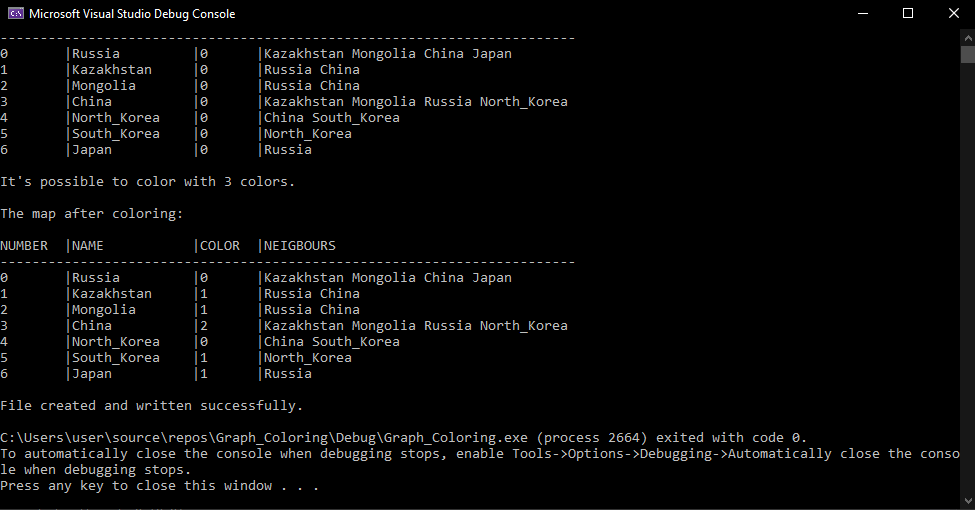 Microsoft Visual Studio Debug Console
------------------------------------------------------------------------
0       |Russia         |0      |Kazakhstan Mongolia China Japan
1       |Kazakhstan     |0      |Russia China
2       |Mongolia       |0      |Russia China
3       |China          |0      |Kazakhstan Mongolia Russia North_Korea
4       |North_Korea    |0      |China South_Korea
5       |South_Korea    |0      |North_Korea
6       |Japan          |0      |Russia
It's possible to color with 3 colors.
The map after coloring:
NUMBER  |NAME           |COLOR  |NEIGBOURS
------------------------------------------------------------------------
0       |Russia         |0      |Kazakhstan Mongolia China Japan
1       |Kazakhstan     |1      |Russia China
2       |Mongolia       |1      |Russia China
3       |China          |2      |Kazakhstan Mongolia Russia North_Korea
4       |North_Korea    |0      |China South_Korea
5       |South_Korea    |1      |North_Korea
6       |Japan          |1      |Russia
File created and written successfully.
C:\Users\user\source\repos\Graph_Coloring\Debug\Graph_Coloring.exe (process 2664) exited with code 0.
To automatically close the console when debugging stops, enable Tools->Options->Debugging->Automatically close the conso
le when debugging stops.
Press any key to close this window . . .